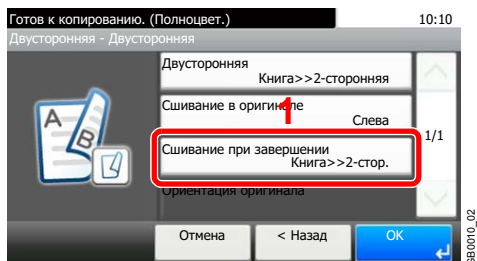 Готов к копированию. (Полноцвет.)
10:10
Двусторонняя - Двусторонняя
Двусторонняя
Книга>>2-сторонняя
Сшивание в оригинале
Слева
1
1/1
Сшивание при завершении
Книга>>2-стор.
Ориентация оригинала
A
B
Отмена
< Назад
OK
GB0010_02